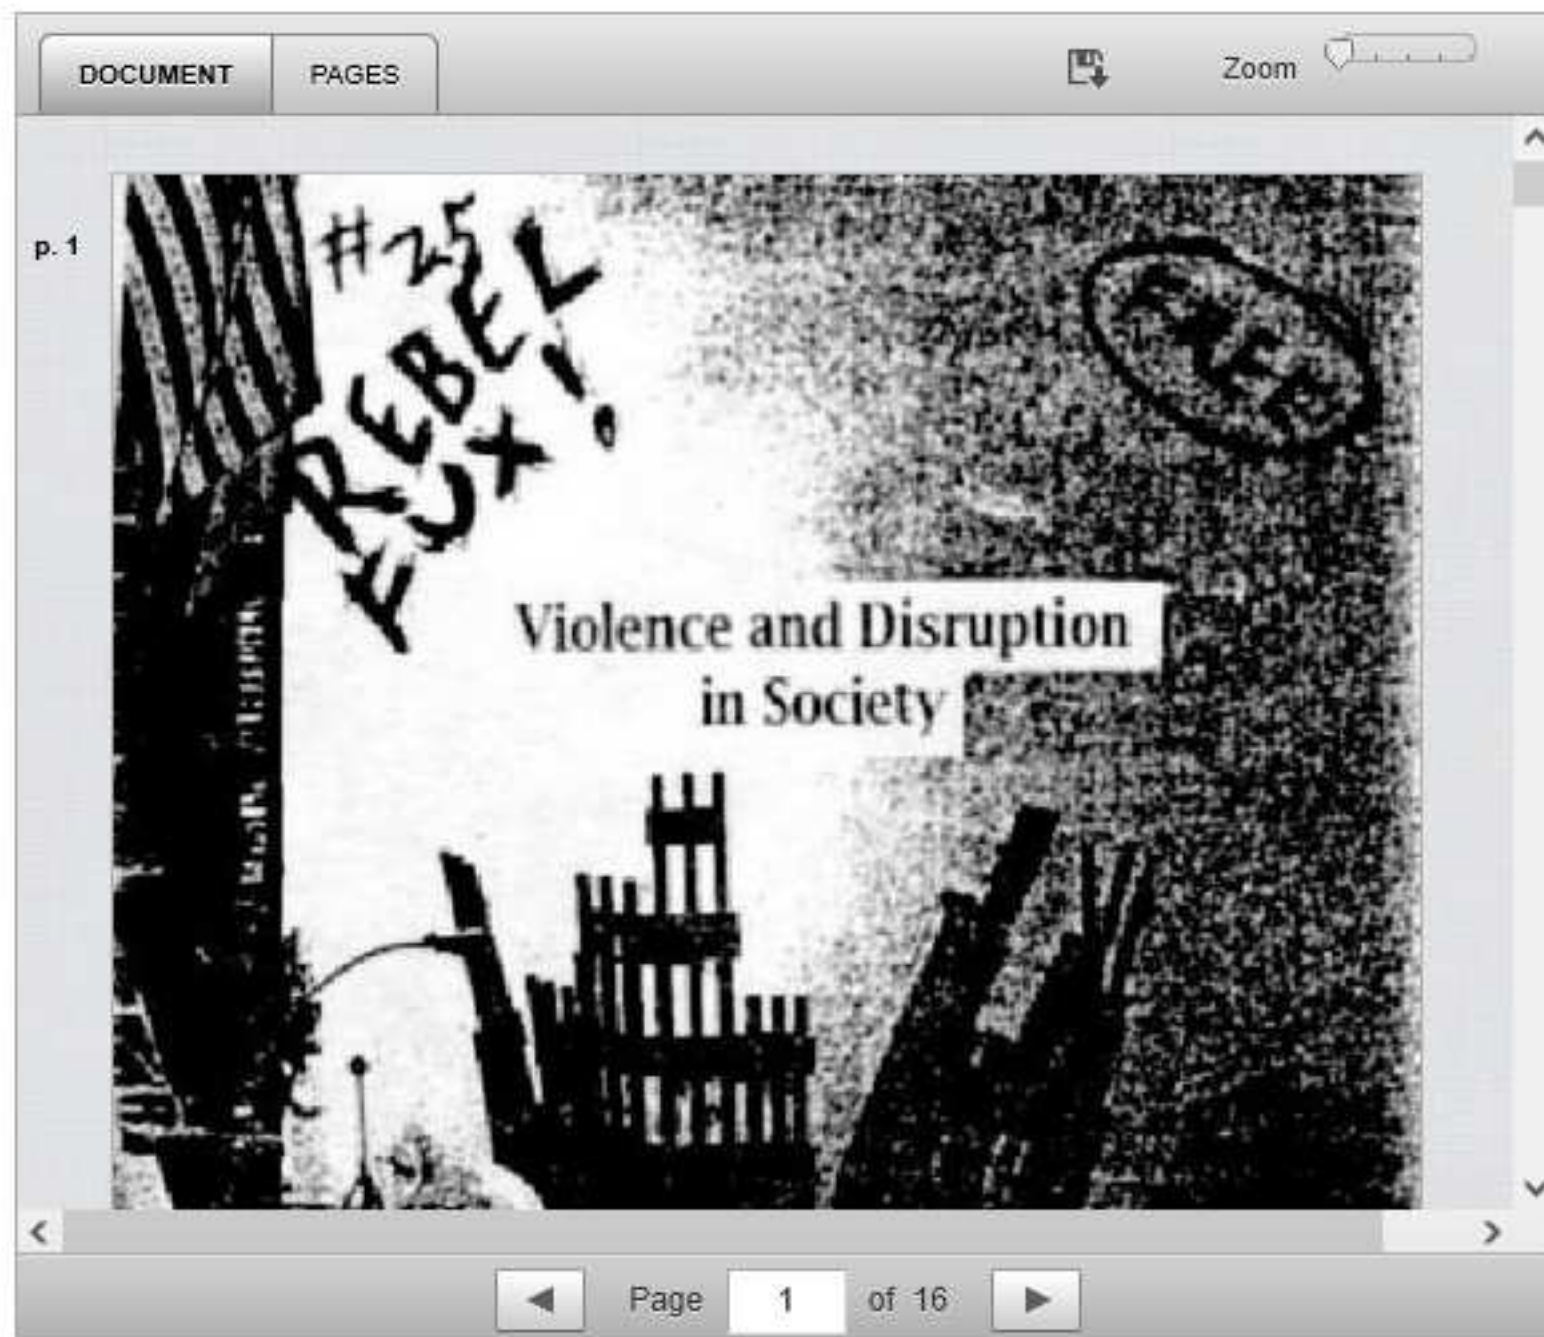 DOCUMENT PAGES Zoom
p. 1
#25
REBEL
FUX!
FREE
Violence and Disruption
in Society
Page 1 of 16